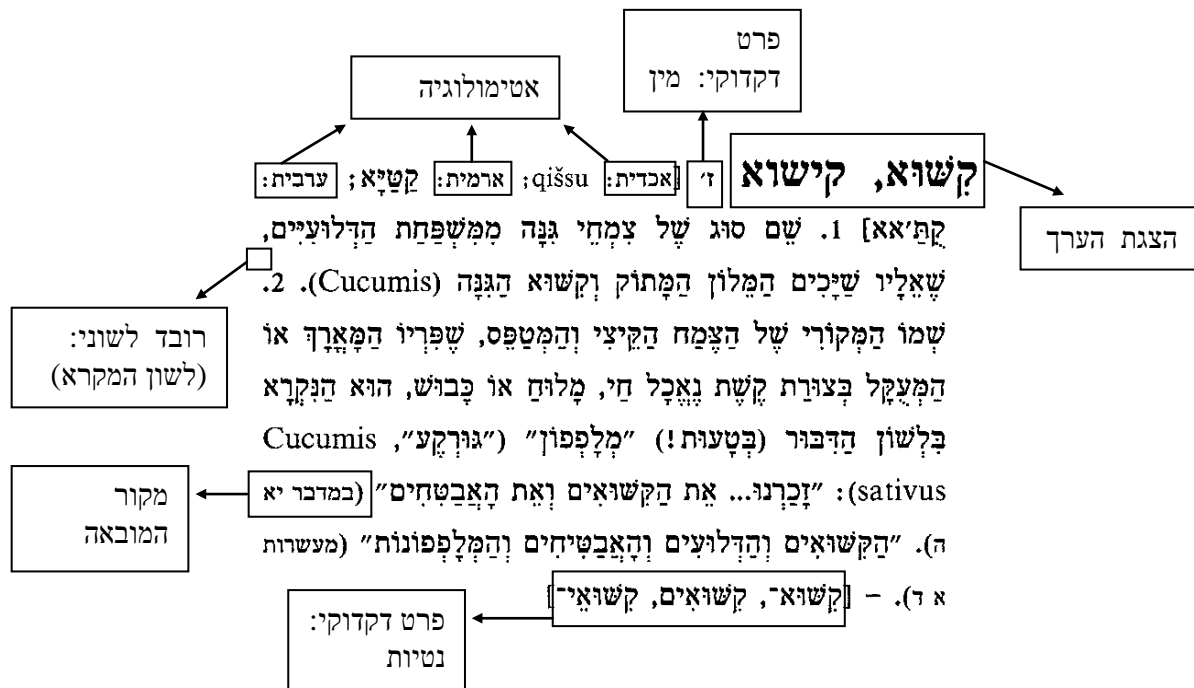 פרט
דקדוקי: מין
אטימולוגיה
קִשּׁוּא, קישוא ז׳ [אכדית: qišsu; ארמית: קַטַּיָּא; ערבית:
קֻתַּ׳אא] 1. שֵׁם סוּג שֶׁל צִמְחֵי גִנָּה מִמִּשְׁפַּחַת הַדְּלוּעִיִּים,
שֶׁאֵלָיו שַׁיָּכִים הַמֵּלוֹן הַמָּתוֹק וְקִשּׁוּא הַגִּנָּה (Cucumis). 2.
שְׁמוֹ הַמְּקוֹרִי שֶׁל הַצֶּמַח הַקֵּיצִי וְהַמְּטַפֵּס, שֶׁפִּרְיוֹ הַמָּאֳרָךְ אוֹ
הַמְּעֻקָּל בְּצוּרַת קֶשֶׁת נֶאֱכָל חַי, מָלוּחַ אוֹ כָּבוּשׁ, הוּא הַנִּקְרָא
בִּלְשׁוֹן הַדִּבּוּר (בְּטָעוּת!) ״מְלָפְפוֹן״ (״גּוּרְקֶע״, Cucumis
sativus): ״זָכַרְנוּ... אֵת הַקִּשּׁוּאִים וְאֵת הָאֲבַטִּחִים״ (במדבר יא
ה). ״הַקִּשּׁוּאִים וְהַדְּלוּעִים וְהָאֲבַטִּיחִים וְהַמְּלָפְפוֹנוֹת״ (מעשרות
א ד). – [קִשּׁוּא־, קִשּׁוּאִים, קִשּׁוּאֵי־]
הצגת הערך
רובד לשוני:
(לשון המקרא)
מקור
המובאה
פרט דקדוקי:
נטיות